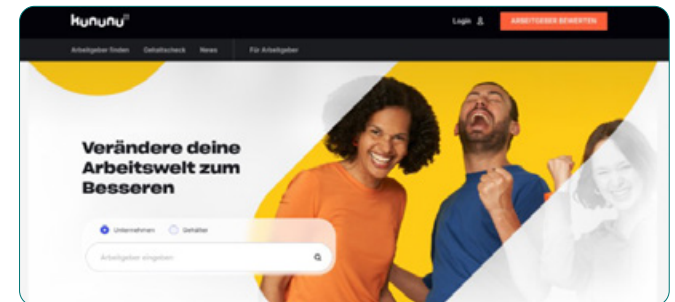 kununu
Login
ARBEITGEBER BEWERTEN
Arbeitgeber finden Gehaltscheck News Für Arbeitgeber
Verändere deine
Arbeitswelt zum
Besseren
Unternehmen Gehälter
Arbeitgeber eingeben